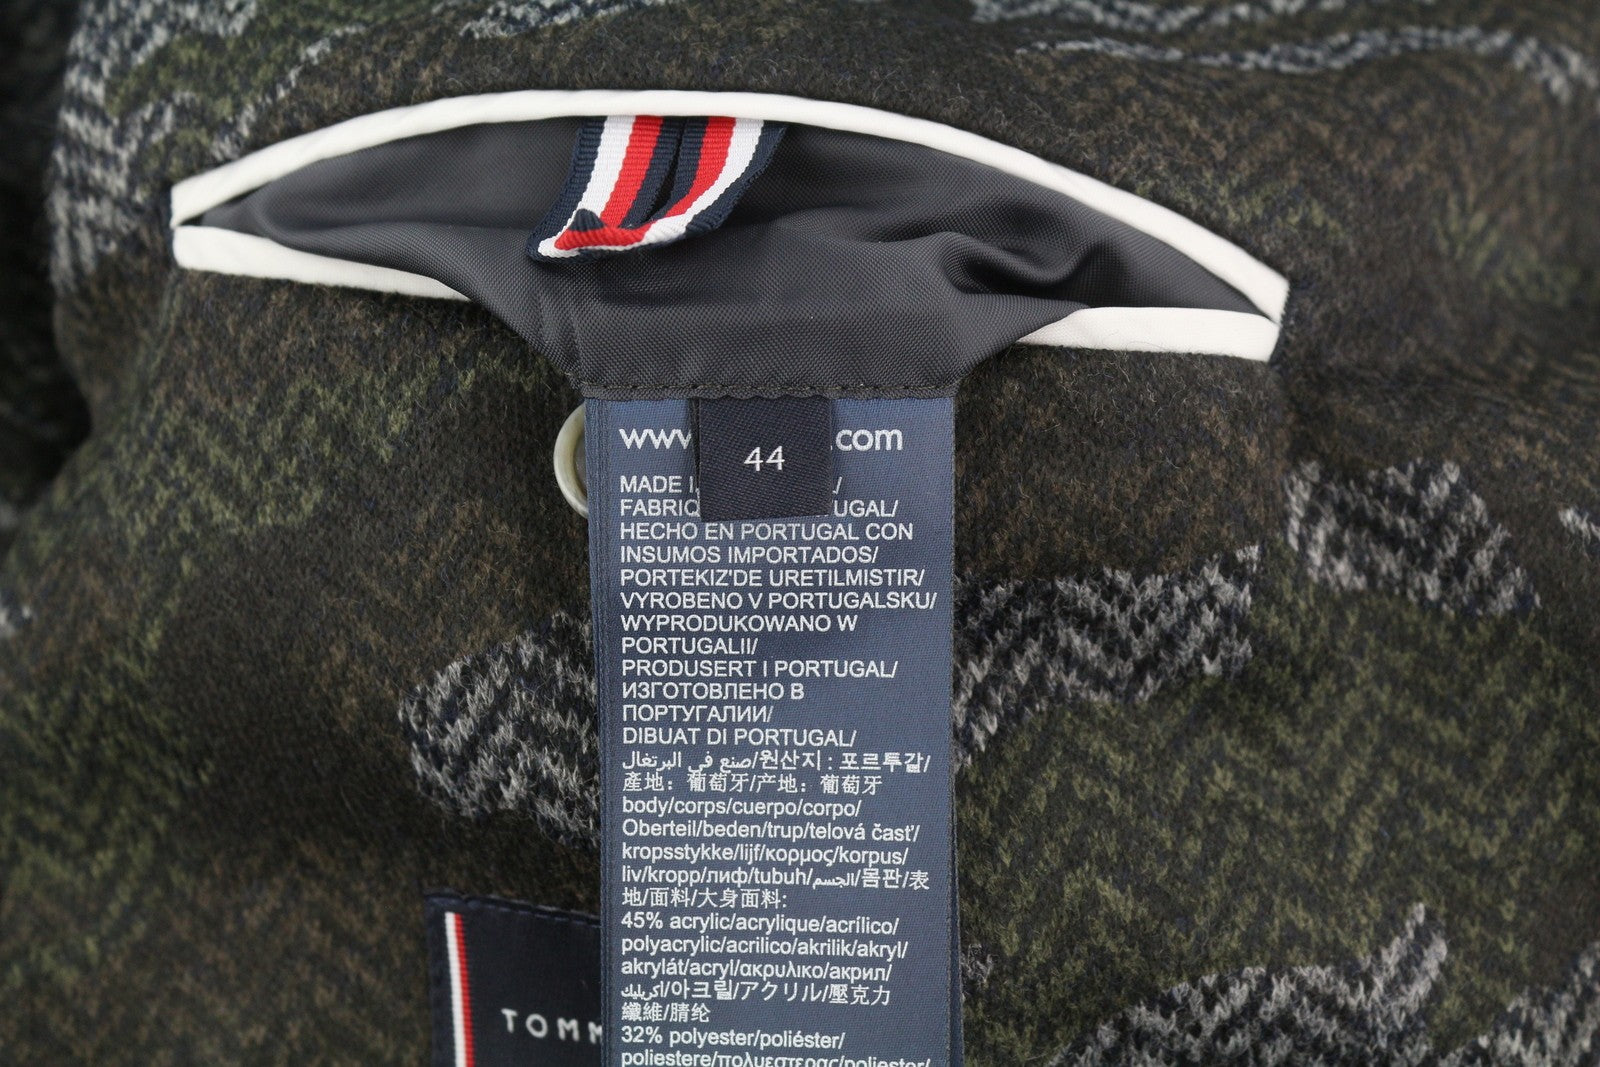 44
.com
MADE
FABRIQ UGAL/
HECHO EN PORTUGAL CON
INSUMOS IMPORTADOS/
PORTEKIZ'DE URETILMISTIR/
VYROBENO V PORTUGALSKU/
WYPRODUKOWANO W
PORTUGALII/
PRODUSERT I PORTUGAL/
ИЗГОТОВЛЕНО В
ПОРТУГАЛИИ/
DIBUAT DI PORTUGAL/
صنع في البرتغال/원산지 : 포르투갈/
產地：葡萄牙/产地：葡萄牙
body/corps/cuerpo/corpo/
Oberteil/beden/trup/telová časť/
kropsstykke/lijf/κορμος/korpus/
liv/kropp/лиф/tubuh/الجسم/몸판/表
地/面料/大身面料:
45% acrylic/acrylique/acrílico/
polyacrylic/acrilico/akrilik/akryl/
akrylát/acryl/ακρυλικο/акрил/
اكريليك/아크릴/アクリル/壓克力
纖維/腈纶
32% polyester/poliéster/
poliestere/πολυεστερας/poliester/
TOMM